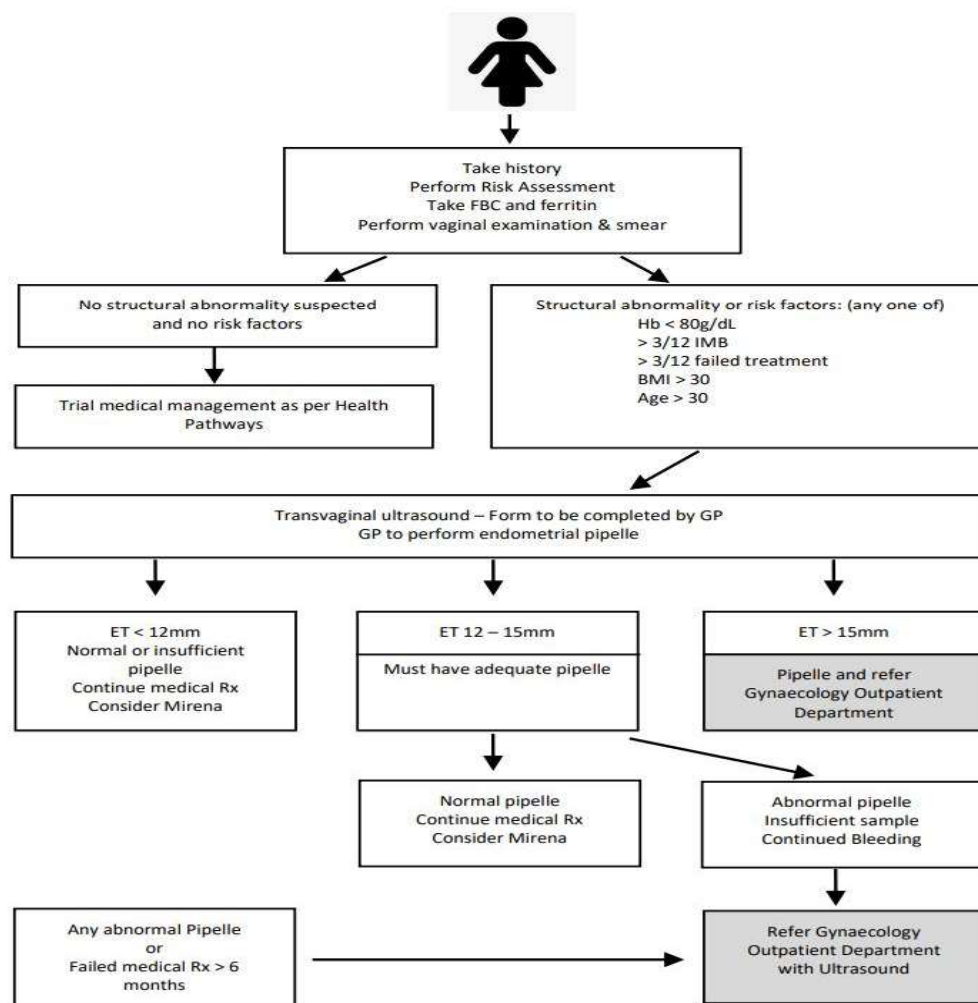 Take history
Perform Risk Assessment
Take FBC and ferritin
Perform vaginal examination & smear
No structural abnormality suspected
and no risk factors
Structural abnormality or risk factors: (any one of)
Hb < 80g/dL
> 3/12 IMB
> 3/12 failed treatment
BMI > 30
Age > 30
Trial medical management as per Health
Pathways
Transvaginal ultrasound – Form to be completed by GP
GP to perform endometrial pipelle
ET < 12mm
Normal or insufficient
pipelle
Continue medical Rx
Consider Mirena
ET 12 – 15mm
Must have adequate pipelle
ET > 15mm
Pipelle and refer
Gynaecology Outpatient
Department
Normal pipelle
Continue medical Rx
Consider Mirena
Abnormal pipelle
Insufficient sample
Continued Bleeding
Any abnormal Pipelle
or
Failed medical Rx > 6
months
Refer Gynaecology
Outpatient Department
with Ultrasound